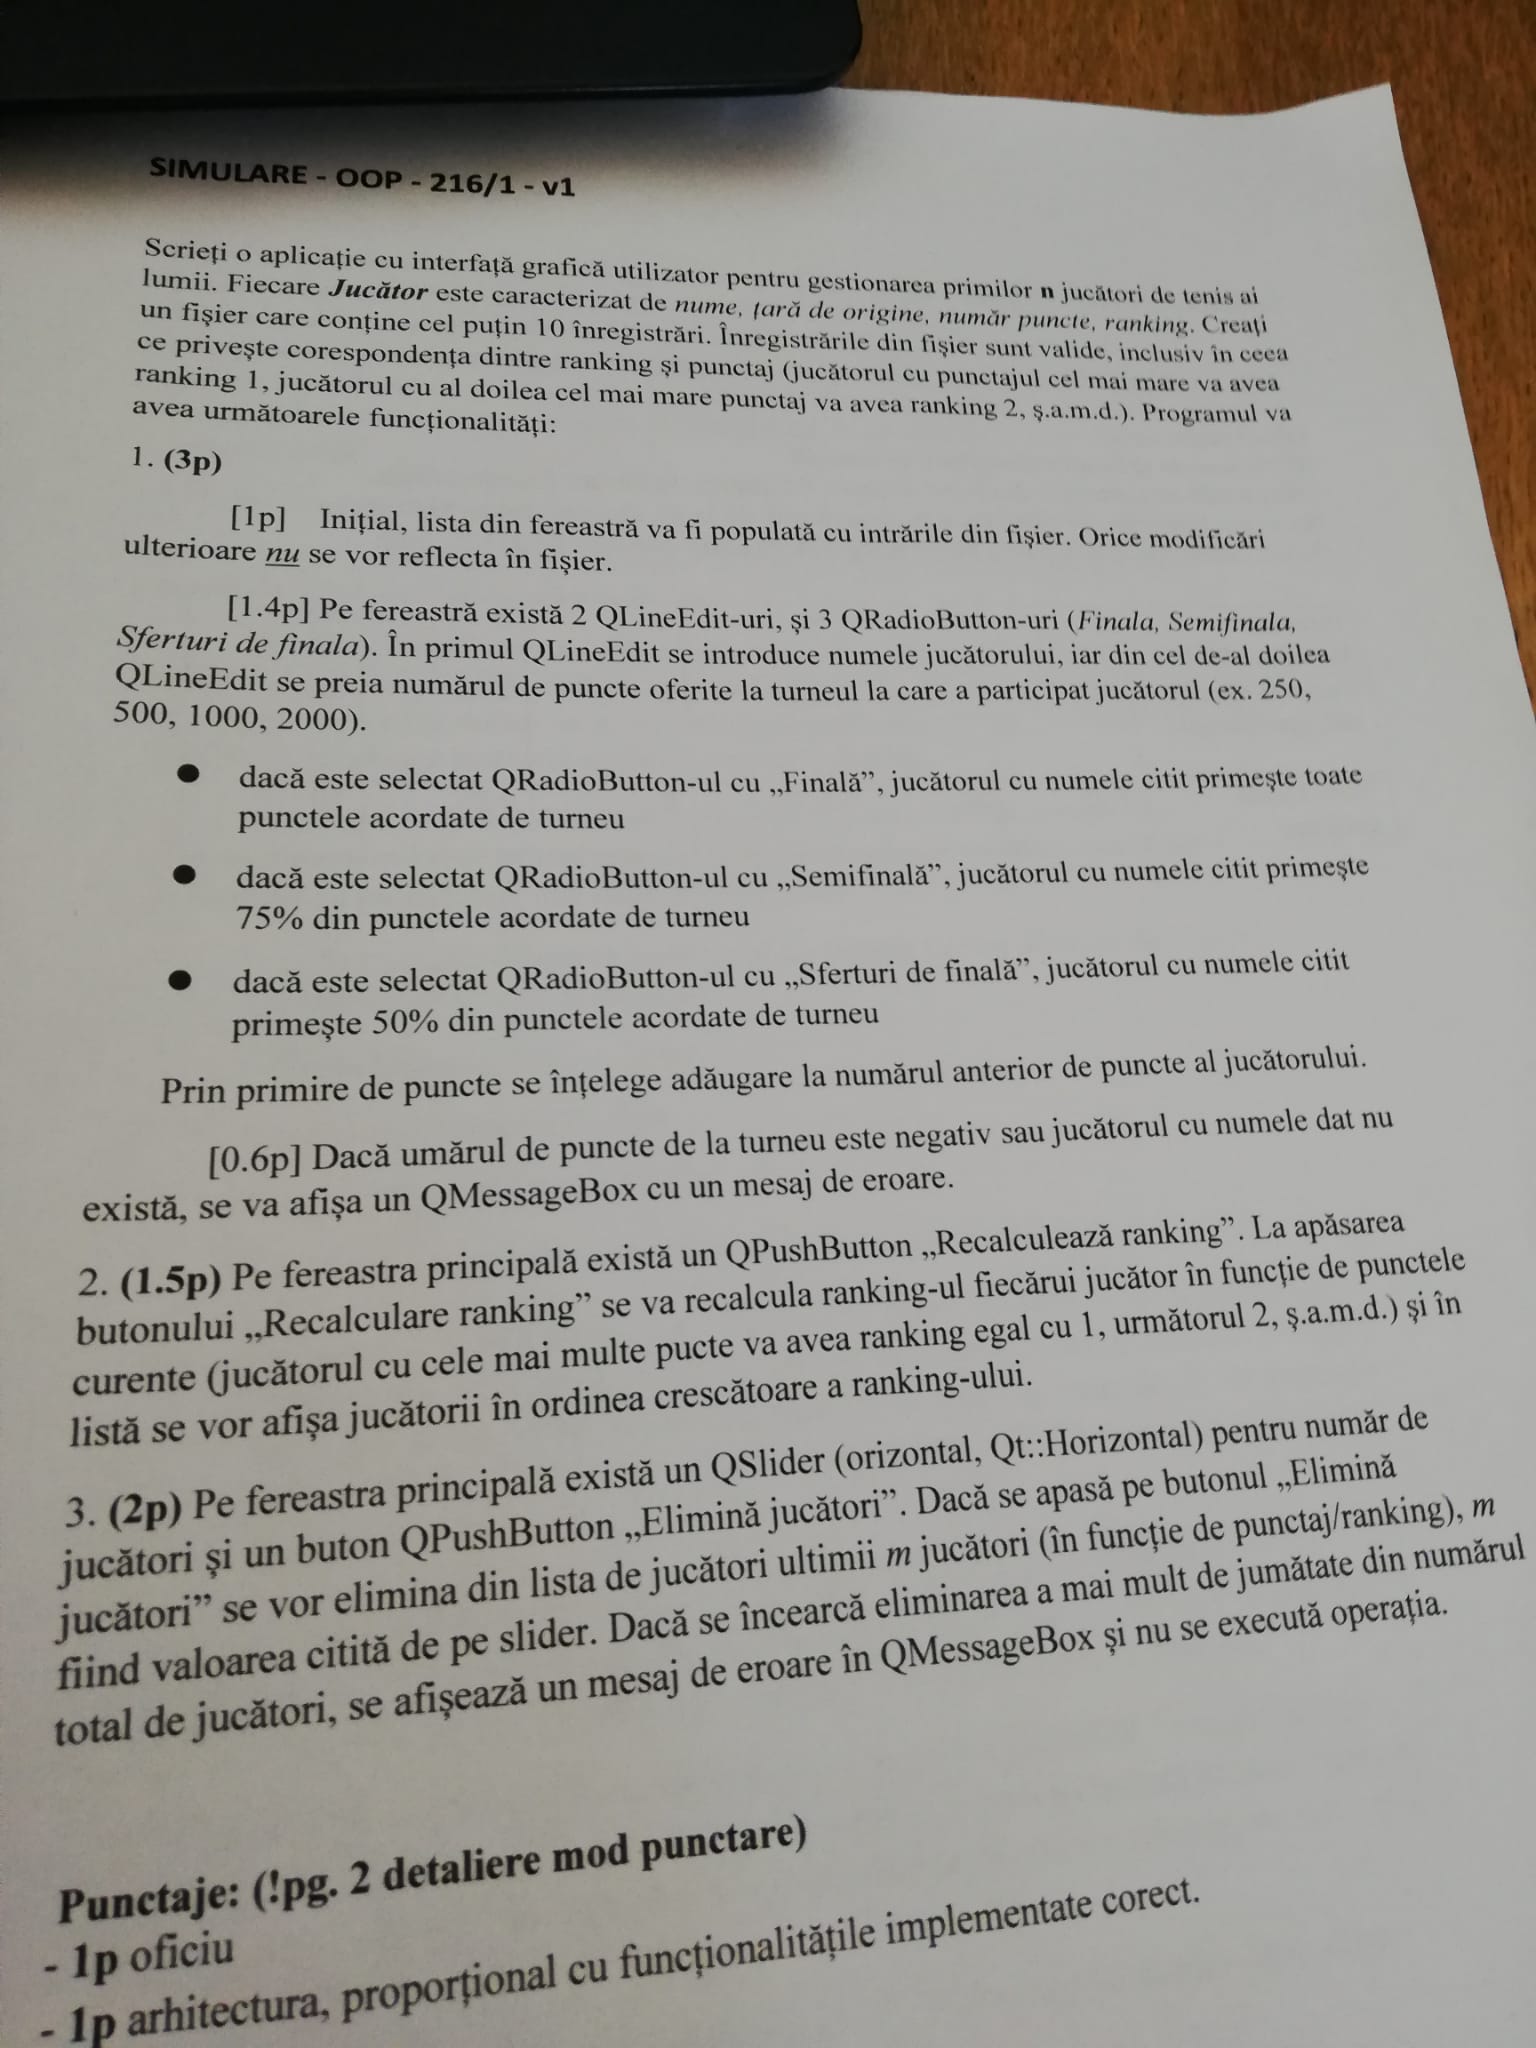 SIMULARE - OOP - 216/1 - v1
Scrieți o aplicație cu interfață grafică utilizator pentru gestionarea primilor n jucători de tenis ai
lumii. Fiecare Jucător este caracterizat de nume, țară de origine, număr puncte, ranking. Creați
un fișier care conține cel puțin 10 înregistrări. Înregistrările din fișier sunt valide, inclusiv în ceea
ce privește corespondența dintre ranking și punctaj (jucătorul cu punctajul cel mai mare va avea
ranking 1, jucătorul cu al doilea cel mai mare punctaj va avea ranking 2, ș.a.m.d.). Programul va
avea următoarele funcționalități:
1. (3p)
[1p] Inițial, lista din fereastră va fi populată cu intrările din fișier. Orice modificări
ulterioare nu se vor reflecta în fișier.
[1.4p] Pe fereastră există 2 QLineEdit-uri, și 3 QRadioButton-uri (Finala, Semifinala,
Sferturi de finala). În primul QLineEdit se introduce numele jucătorului, iar din cel de-al doilea
QLineEdit se preia numărul de puncte oferite la turneul la care a participat jucătorul (ex. 250,
500, 1000, 2000).
● dacă este selectat QRadioButton-ul cu „Finală”, jucătorul cu numele citit primește toate
punctele acordate de turneu
● dacă este selectat QRadioButton-ul cu „Semifinală”, jucătorul cu numele citit primește
75% din punctele acordate de turneu
● dacă este selectat QRadioButton-ul cu „Sferturi de finală”, jucătorul cu numele citit
primește 50% din punctele acordate de turneu
Prin primire de puncte se înțelege adăugare la numărul anterior de puncte al jucătorului.
[0.6p] Dacă umărul de puncte de la turneu este negativ sau jucătorul cu numele dat nu
există, se va afișa un QMessageBox cu un mesaj de eroare.
2. (1.5p) Pe fereastra principală există un QPushButton „Recalculează ranking”. La apăsarea
butonului „Recalculare ranking” se va recalcula ranking-ul fiecărui jucător în funcție de punctele
curente (jucătorul cu cele mai multe pucte va avea ranking egal cu 1, următorul 2, ș.a.m.d.) și în
listă se vor afișa jucătorii în ordinea crescătoare a ranking-ului.
3. (2p) Pe fereastra principală există un QSlider (orizontal, Qt::Horizontal) pentru număr de
jucători și un buton QPushButton „Elimină jucători”. Dacă se apasă pe butonul „Elimină
jucători” se vor elimina din lista de jucători ultimii m jucători (în funcție de punctaj/ranking), m
fiind valoarea citită de pe slider. Dacă se încearcă eliminarea a mai mult de jumătate din numărul
total de jucători, se afișează un mesaj de eroare în QMessageBox și nu se execută operația.
Punctaje: (!pg. 2 detaliere mod punctare)
- 1p oficiu
- 1p arhitectura, proporțional cu funcționalitățile implementate corect.